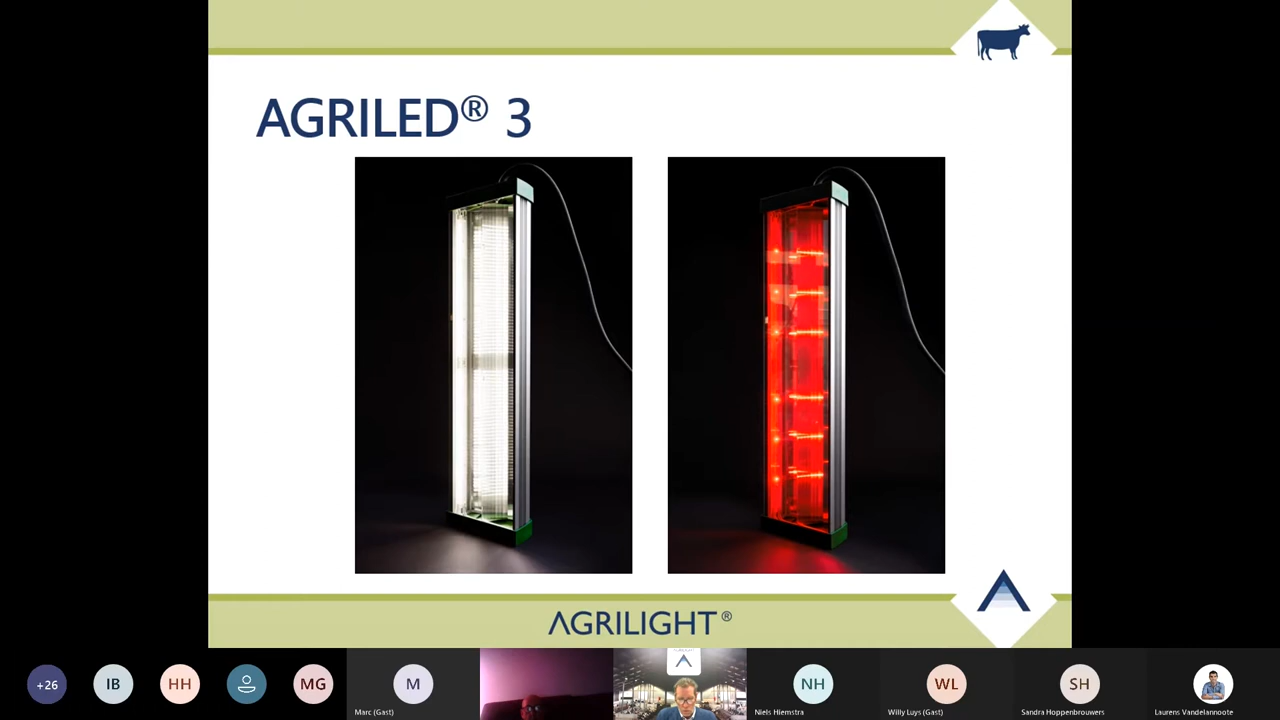 AGRILED® 3
AGRILIGHT®
+26
IB
HH
MG
M
NH
WL
SH
Marc (Gast)
Niels Hiemstra
Willy Luys (Gast)
Sandra Hoppenbrouwers
Laurens Vandelannoote